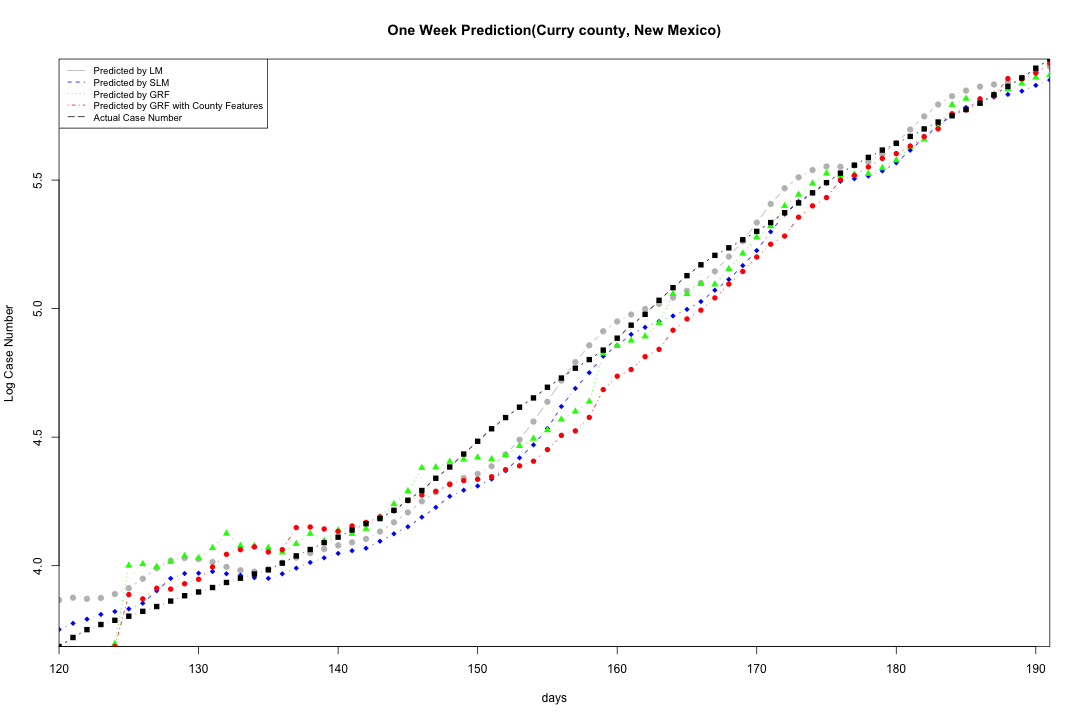 One Week Prediction(Curry county, New Mexico)
Predicted by LM
Predicted by SLM
Predicted by GRF
Predicted by GRF with County Features
Actual Case Number
5.5
5.0
4.5
4.0
Log Case Number
120 130 140 150 160 170 180 190
days